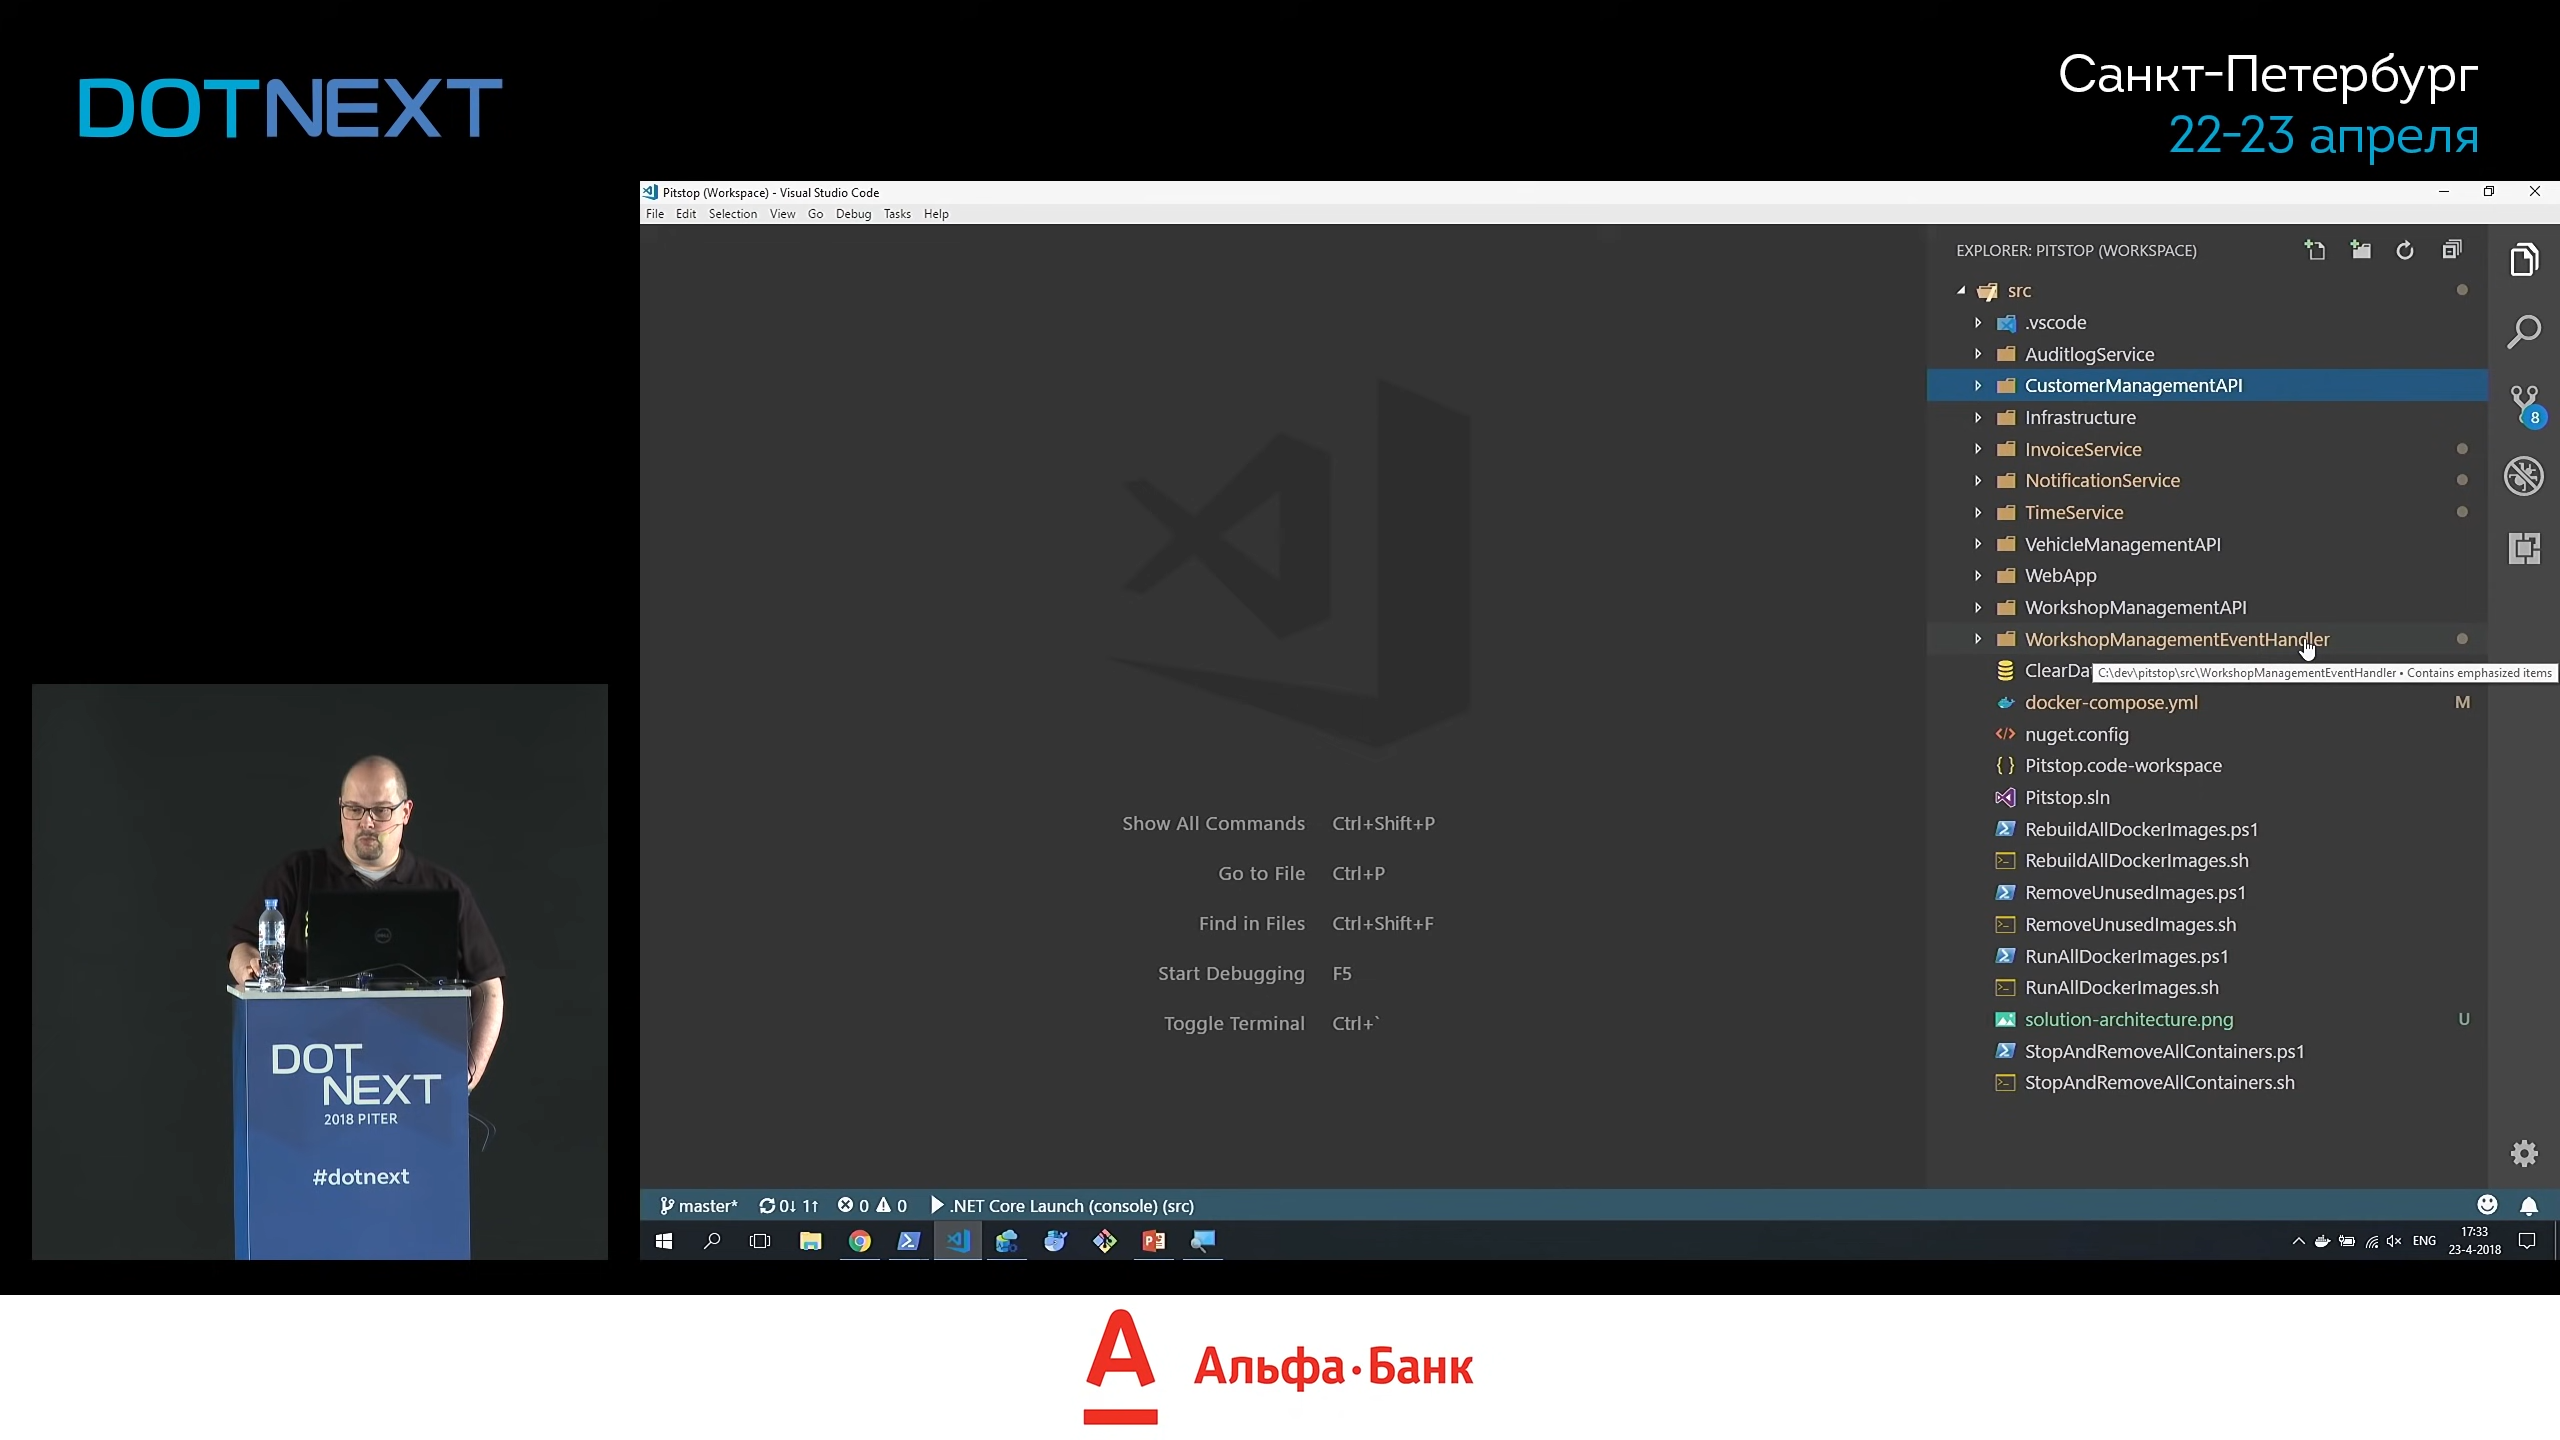 DOTNEXT
Санкт-Петербург
22-23 апреля
Pitstop (Workspace) - Visual Studio Code
File Edit Selection View Go Debug Tasks Help
EXPLORER: PITSTOP (WORKSPACE)
src
.vscode
AuditlogService
CustomerManagementAPI
Infrastructure
8
InvoiceService
NotificationService
TimeService
VehicleManagementAPI
WebApp
WorkshopManagementAPI
WorkshopManagementEventHandler
ClearDa
C:\dev\pitstop\src\WorkshopManagementEventHandler • Contains emphasized items
docker-compose.yml M
nuget.config
Pitstop.code-workspace
Pitstop.sln
RebuildAllDockerImages.ps1
RebuildAllDockerImages.sh
RemoveUnusedImages.ps1
RemoveUnusedImages.sh
RunAllDockerImages.ps1
RunAllDockerImages.sh
solution-architecture.png U
StopAndRemoveAllContainers.ps1
StopAndRemoveAllContainers.sh
Show All Commands Ctrl+Shift+P
Go to File Ctrl+P
Find in Files Ctrl+Shift+F
Start Debugging F5
Toggle Terminal Ctrl+`
master* 0↓ 1↑ 0 0 .NET Core Launch (console) (src)
ENG
17:33
23-4-2018
DOT
NEXT
2018 PITER
#dotnext
DELL
Альфа·Банк